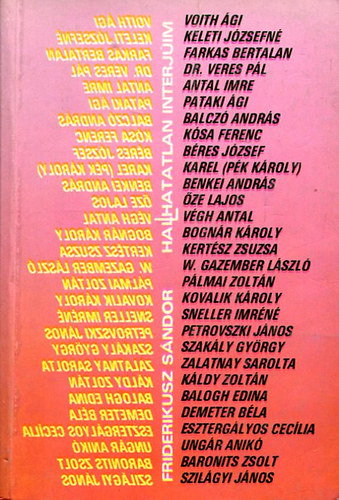 FRIDERIKUSZ SÁNDOR HALLHATATLAN INTERJÚIM
VOITH ÁGI
KELETI JÓZSEFNÉ
FARKAS BERTALAN
DR. VERES PÁL
ANTAL IMRE
PATAKI ÁGI
BALCZÓ ANDRÁS
KÓSA FERENC
BÉRES JÓZSEF
KAREL (PÉK KÁROLY)
BENKEI ANDRÁS
ŐZE LAJOS
VÉGH ANTAL
BOGNÁR KÁROLY
KERTÉSZ ZSUZSA
W. GAZEMBER LÁSZLÓ
PÁLMAI ZOLTÁN
KOVALIK KÁROLY
SNELLER IMRÉNÉ
PETROVSZKI JÁNOS
SZAKÁLY GYÖRGY
ZALATNAY SAROLTA
KÁLDY ZOLTÁN
BALOGH EDINA
DEMETER BÉLA
ESZTERGÁLYOS CECÍLIA
UNGÁR ANIKÓ
BARONITS ZSOLT
SZILÁGYI JÁNOS